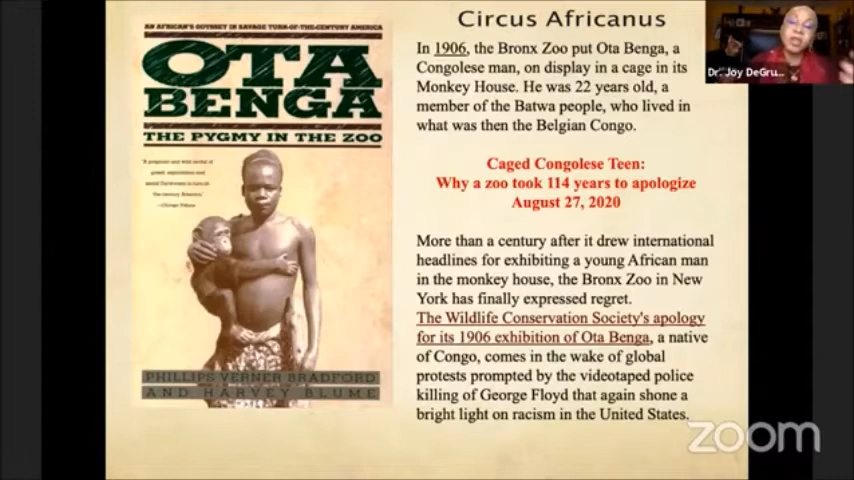 AN AFRICAN'S ODYSSEY IN SAVAGE TURN-OF-THE-CENTURY AMERICA
OTA
BENGA
THE PYGMY IN THE ZOO
—Chicago Tribune
PHILLIPS VERNER BRADFORD
AND HARVEY BLUME
Circus Africanus
In 1906, the Bronx Zoo put Ota Benga, a
Congolese man, on display in a cage in its
Monkey House. He was 22 years old, a
member of the Batwa people, who lived in
what was then the Belgian Congo.
Caged Congolese Teen:
Why a zoo took 114 years to apologize
August 27, 2020
More than a century after it drew international
headlines for exhibiting a young African man
in the monkey house, the Bronx Zoo in New
York has finally expressed regret.
The Wildlife Conservation Society's apology
for its 1906 exhibition of Ota Benga, a native
of Congo, comes in the wake of global
protests prompted by the videotaped police
killing of George Floyd that again shone a
bright light on racism in the United States.
Dr. Joy DeGru...
zoom